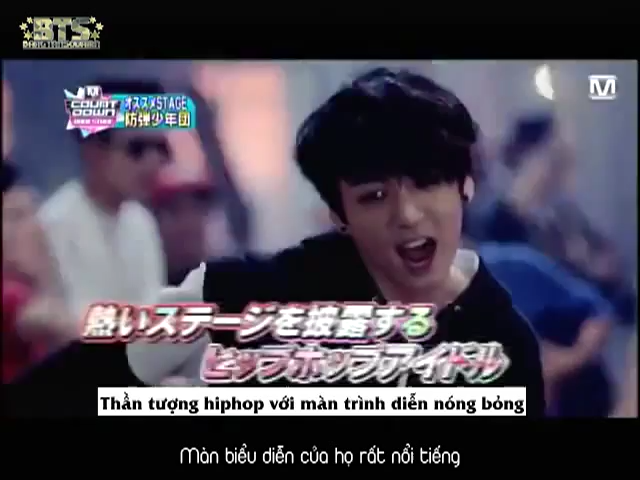 BTS
M
COUNT
DOWN
オススメSTAGE
防弾少年団
熱いステージを披露する
ヒップホップアイドル
Thần tượng hiphop với màn trình diễn nóng bỏng
Màn biểu diễn của họ rất nổi tiếng